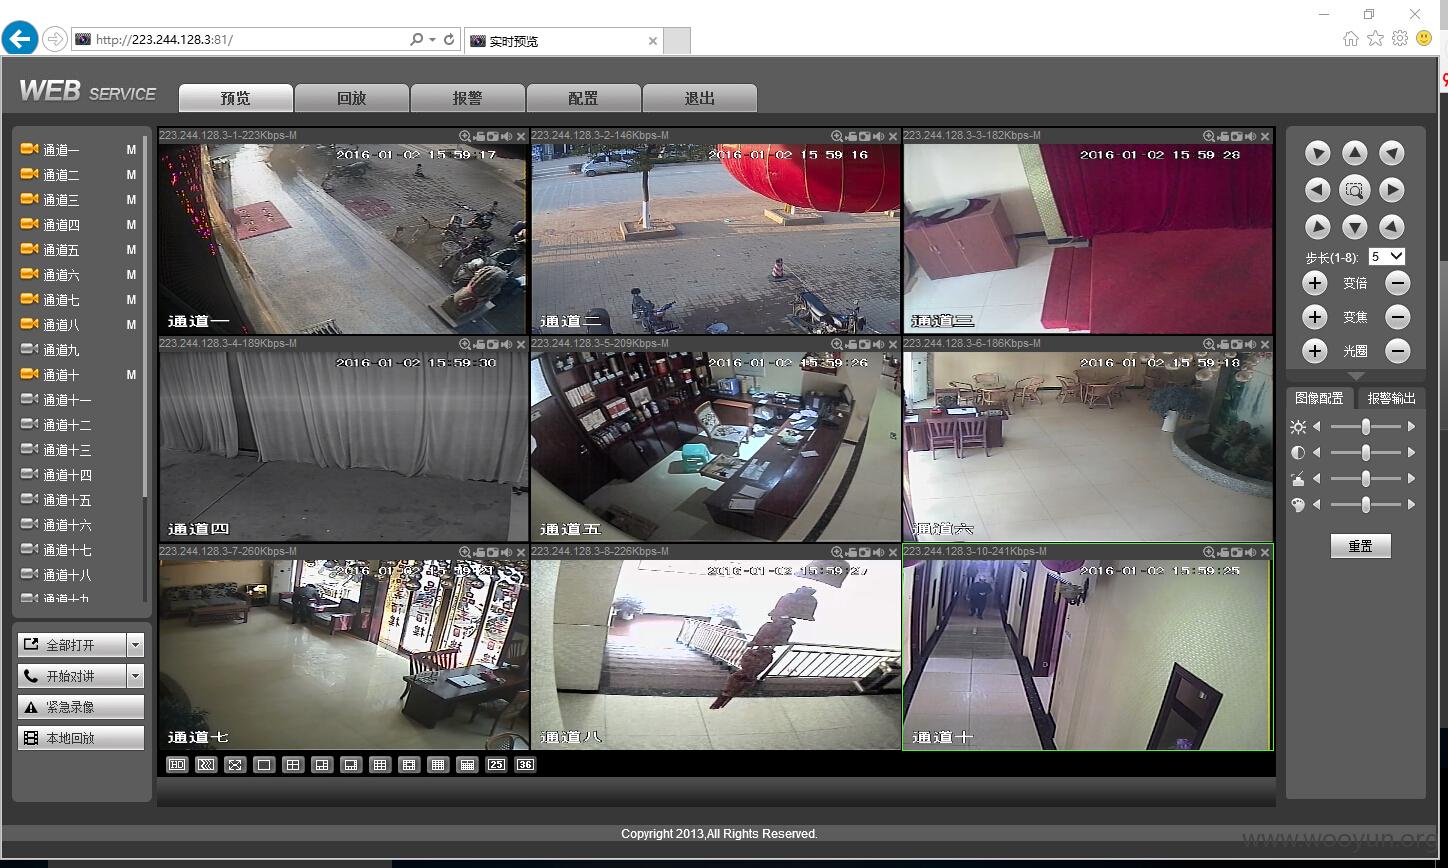 http://223.244.128.3:81/
实时预览
WEB SERVICE
预览
回放
报警
配置
退出
通道一 M
通道二 M
通道三 M
通道四 M
通道五 M
通道六 M
通道七 M
通道八 M
通道九
通道十 M
通道十一
通道十二
通道十三
通道十四
通道十五
通道十六
通道十七
通道十八
通道十九
全部打开
开始对讲
紧急录像
本地回放
223.244.128.3-1-223Kbps-M
2016-01-02 15:59:17
通道一
223.244.128.3-2-146Kbps-M
2016-01-02 15:59:16
通道二
223.244.128.3-3-182Kbps-M
2016-01-02 15:59:28
通道三
223.244.128.3-4-189Kbps-M
2016-01-02 15:59:30
通道四
223.244.128.3-5-209Kbps-M
2016-01-02 15:59:26
通道五
223.244.128.3-6-186Kbps-M
2016-01-02 15:59:18
通道六
223.244.128.3-7-260Kbps-M
2016-01-02 15:59:21
通道七
223.244.128.3-8-226Kbps-M
2016-01-02 15:59:27
通道八
223.244.128.3-10-241Kbps-M
2016-01-02 15:59:25
通道十
HD
25
36
步长(1-8): 5
变倍
变焦
光圈
图像配置
报警输出
重置
Copyright 2013,All Rights Reserved.
www.wooyun.org